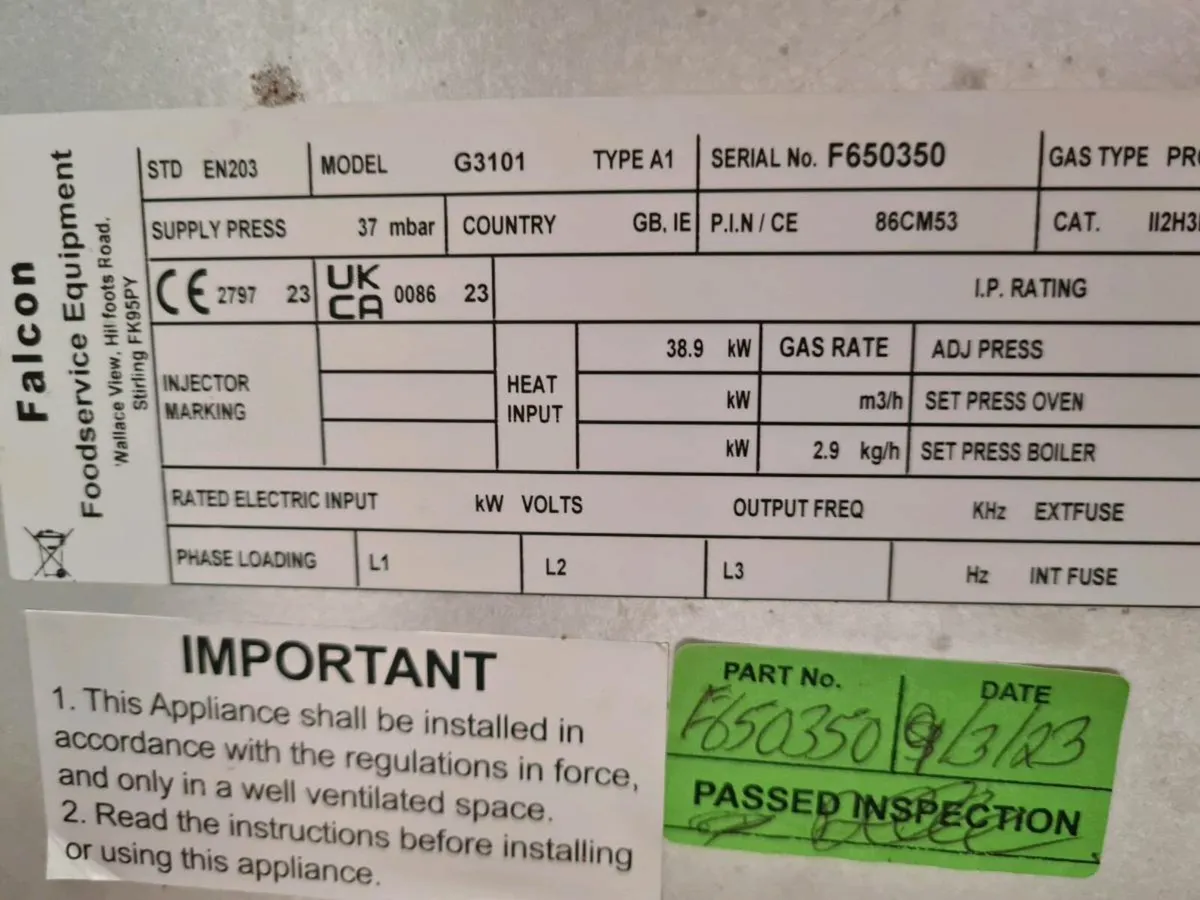 Falcon
Foodservice Equipment
Wallace View, Hillfoots Road.
Stirling FK95PY
STD EN203 MODEL G3101 TYPE A1 SERIAL No. F650350 GAS TYPE PRO
SUPPLY PRESS 37 mbar COUNTRY GB, IE P.I.N / CE 86CM53 CAT. II2H3
CE 2797 23 UKCA 0086 23 I.P. RATING
INJECTOR MARKING
HEAT INPUT
38.9 kW GAS RATE ADJ PRESS
kW m3/h SET PRESS OVEN
kW 2.9 kg/h SET PRESS BOILER
RATED ELECTRIC INPUT kW VOLTS OUTPUT FREQ KHz EXTFUSE
PHASE LOADING L1 L2 L3 Hz INT FUSE
IMPORTANT
1. This Appliance shall be installed in
accordance with the regulations in force,
and only in a well ventilated space.
2. Read the instructions before installing
or using this appliance.
PART No. DATE
F650350 9/3/23
PASSED INSPECTION